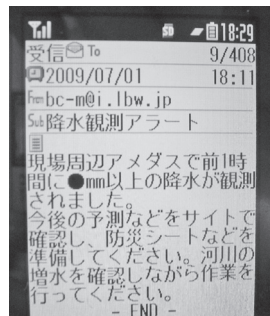 18:29
受信 To 9/408
2009/07/01 18:11
From bc-m@i.lbw.jp
Sub 降水観測アラート
現場周辺アメダスで前1時
間に●mm以上の降水が観測
されました。
今後の予測などをサイトで
確認し、防災シートなどを
準備してください。河川の
増水を確認しながら作業を
行ってください。
- END -